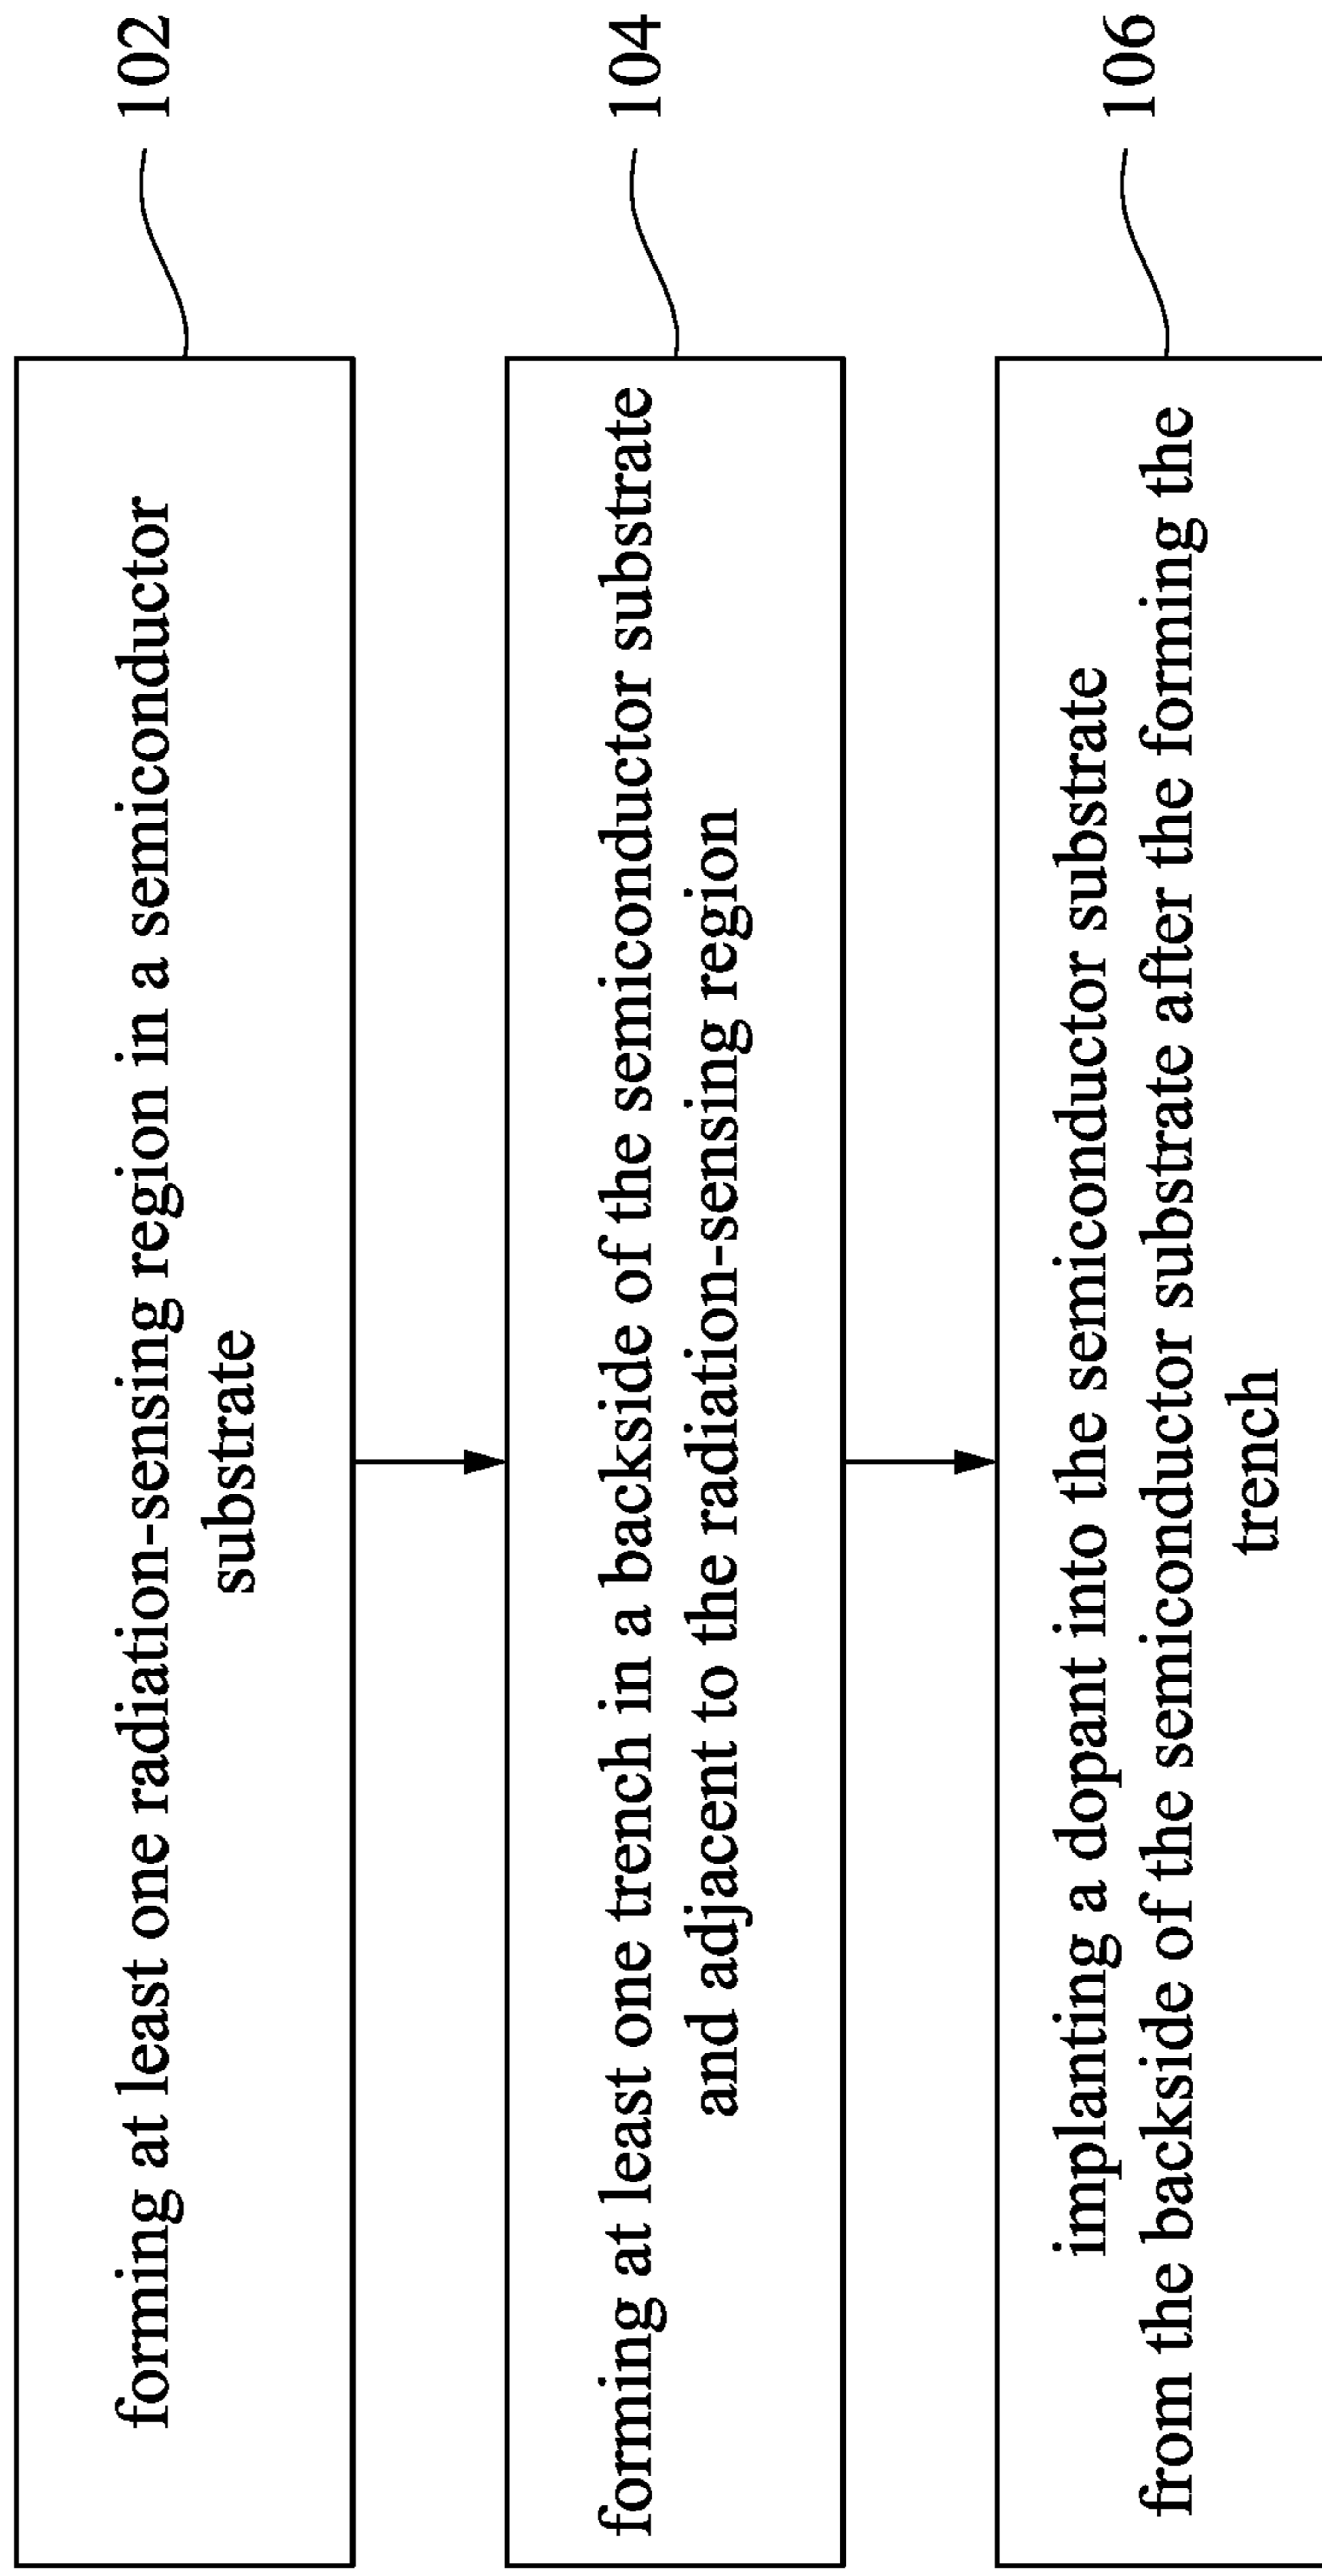 forming at least one radiation-sensing region in a semiconductor
substrate
102
forming at least one trench in a backside of the semiconductor substrate
and adjacent to the radiation-sensing region
104
implanting a dopant into the semiconductor substrate
from the backside of the semiconductor substrate after the forming the
trench
106